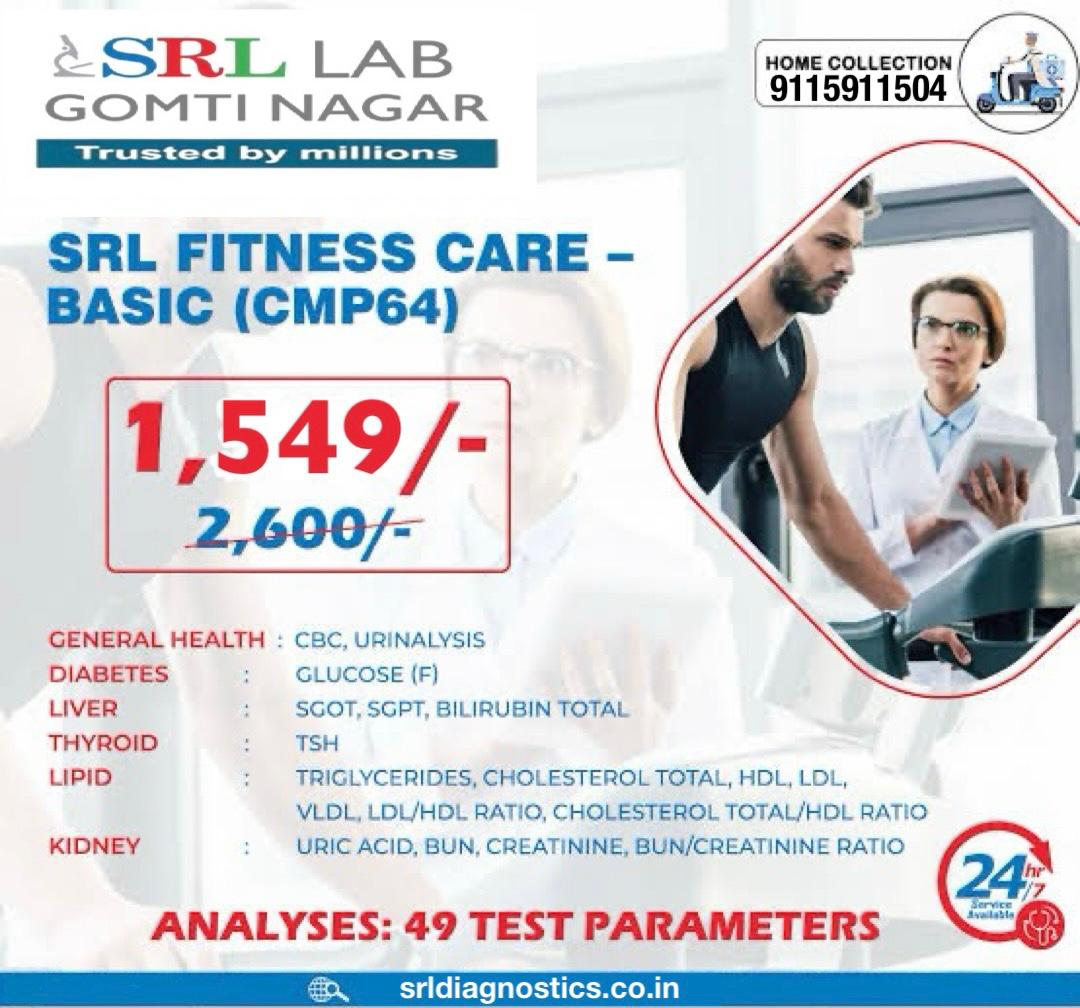 SRL LAB
GOMTI NAGAR
Trusted by millions
HOME COLLECTION
9115911504
SRL FITNESS CARE –
BASIC (CMP64)
1,549/-
2,600/-
GENERAL HEALTH : CBC, URINALYSIS
DIABETES : GLUCOSE (F)
LIVER : SGOT, SGPT, BILIRUBIN TOTAL
THYROID : TSH
LIPID : TRIGLYCERIDES, CHOLESTEROL TOTAL, HDL, LDL,
VLDL, LDL/HDL RATIO, CHOLESTEROL TOTAL/HDL RATIO
KIDNEY : URIC ACID, BUN, CREATININE, BUN/CREATININE RATIO
24hr/7
Service
Available
ANALYSES: 49 TEST PARAMETERS
srldiagnostics.co.in